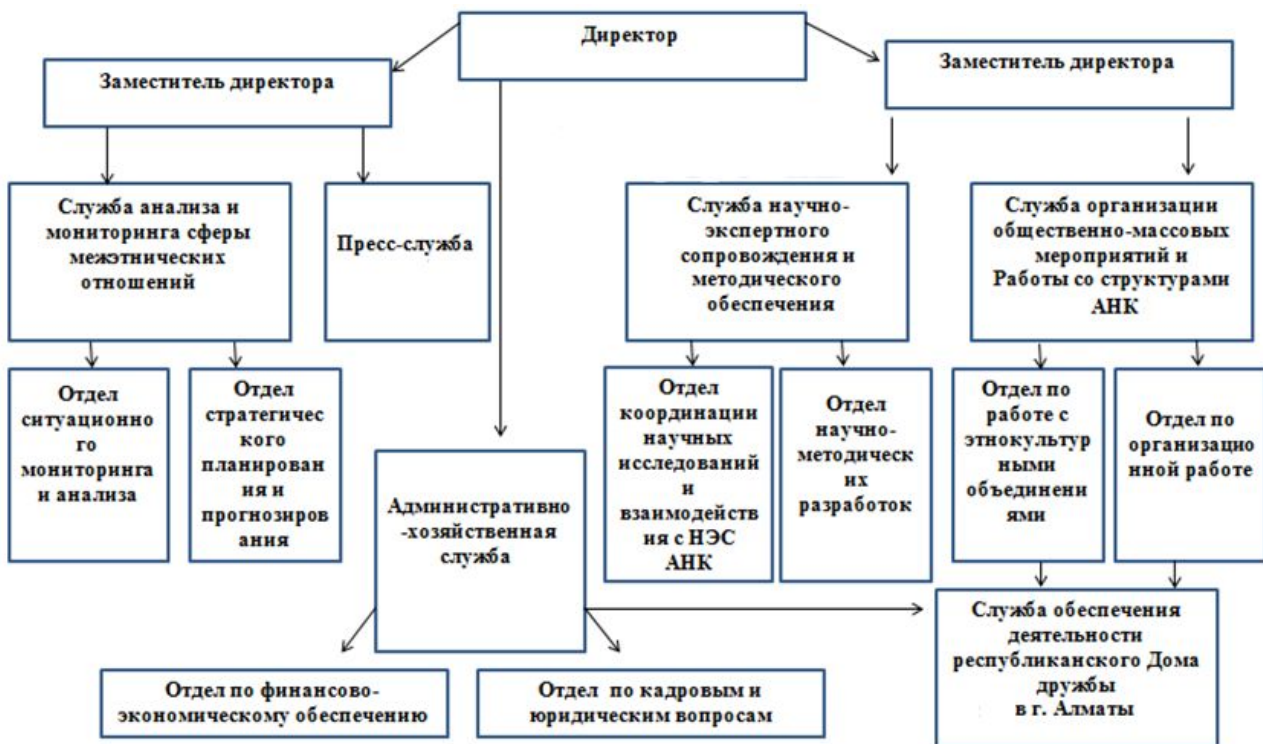 Директор
Заместитель директора
Заместитель директора
Служба анализа и
мониторинга сферы
межэтнических
отношений
Пресс-служба
Служба научно-
экспертного
сопровождения и
методического
обеспечения
Служба организации
общественно-массовых
мероприятий и
Работы со структурами
АНК
Отдел
ситуационно
го
мониторинга
и анализа
Отдел
стратегичес
кого
планирован
ия и
прогнозиров
ания
Административно
-хозяйственная
служба
Отдел
координации
научных
исследований
и
взаимодейств
ия с НЭС
АНК
Отдел
научно-
методическ
их
разработок
Отдел по
работе с
этнокультур
ными
объединени
ями
Отдел по
организацио
нной работе
Отдел по финансово-
экономическому обеспечению
Отдел по кадровым и
юридическим вопросам
Служба обеспечения
деятельности
республиканского Дома
дружбы
в г. Алматы